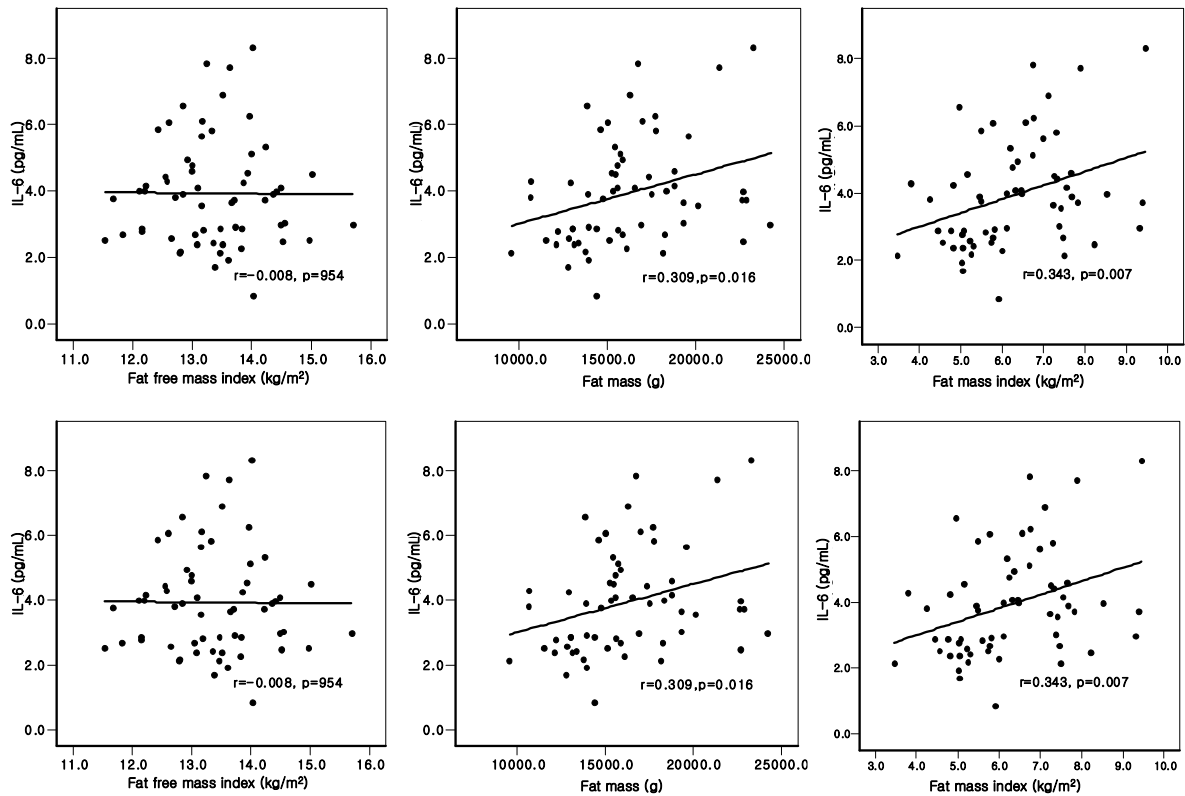 8.0
6.0
4.0
2.0
0.0
IL-6 (pg/mL)
r=-0.008, p=954
11.0 12.0 13.0 14.0 15.0 16.0
Fat free mass index (kg/m²)
8.0
6.0
4.0
2.0
0.0
IL-6 (pg/mL)
r=0.309,p=0.016
10000.0 15000.0 20000.0 25000.0
Fat mass (g)
8.0
6.0
4.0
2.0
0.0
IL-6 (pg/mL)
r=0.343, p=0.007
3.0 4.0 5.0 6.0 7.0 8.0 9.0 10.0
Fat mass index (kg/m²)
8.0
6.0
4.0
2.0
0.0
IL-6 (pg/mL)
r=-0.008, p=954
11.0 12.0 13.0 14.0 15.0 16.0
Fat free mass index (kg/m²)
8.0
6.0
4.0
2.0
0.0
IL-6 (pg/mL)
r=0.309,p=0.016
10000.0 15000.0 20000.0 25000.0
Fat mass (g)
8.0
6.0
4.0
2.0
0.0
IL-6 (pg/mL)
r=0.343, p=0.007
3.0 4.0 5.0 6.0 7.0 8.0 9.0 10.0
Fat mass index (kg/m²)